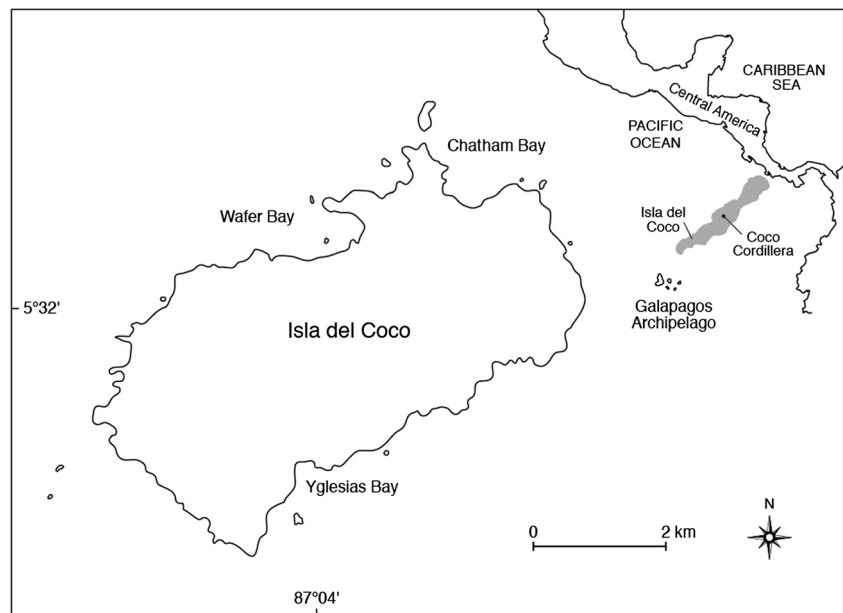 CARIBBEAN
SEA
Central America
PACIFIC
OCEAN
Chatham Bay
Wafer Bay
Isla del
Coco
Coco
Cordillera
5°32'
Galapagos
Archipelago
Isla del Coco
Yglesias Bay
N
0
2 km
87°04'